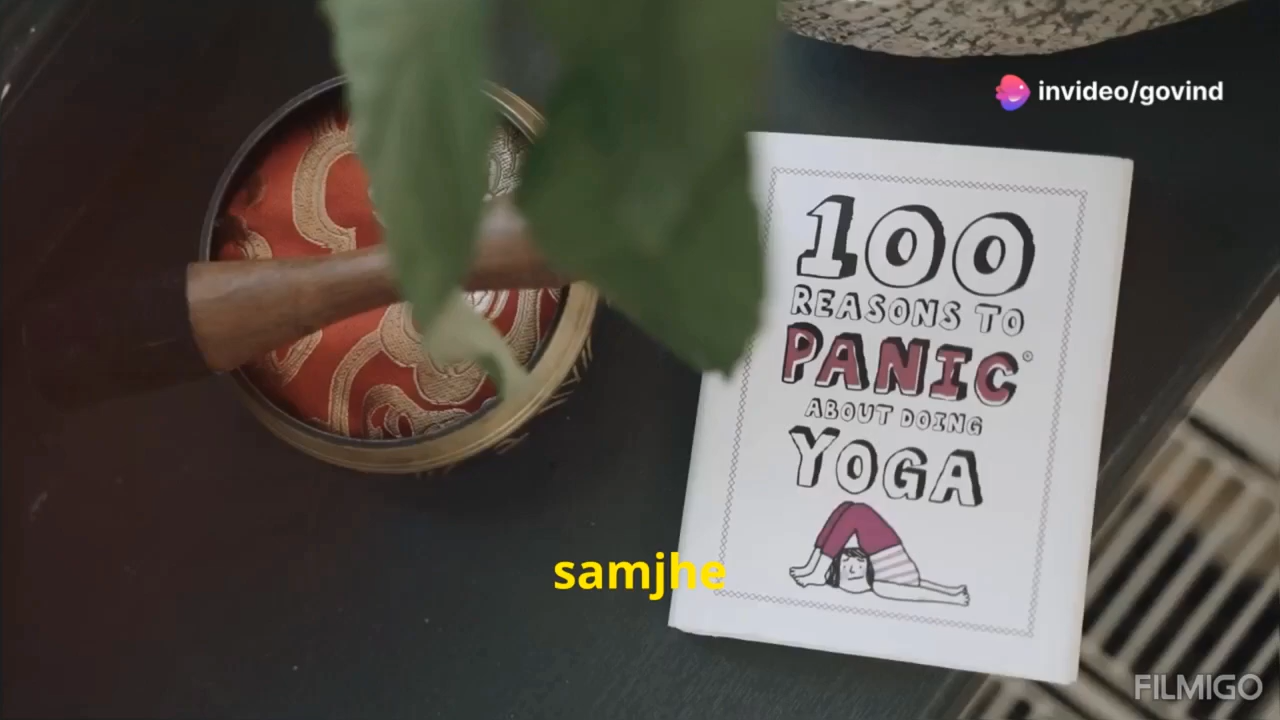 invideo/govind
100
REASONS TO
PANIC®
ABOUT DOING
YOGA
samjhe
FILMIGO